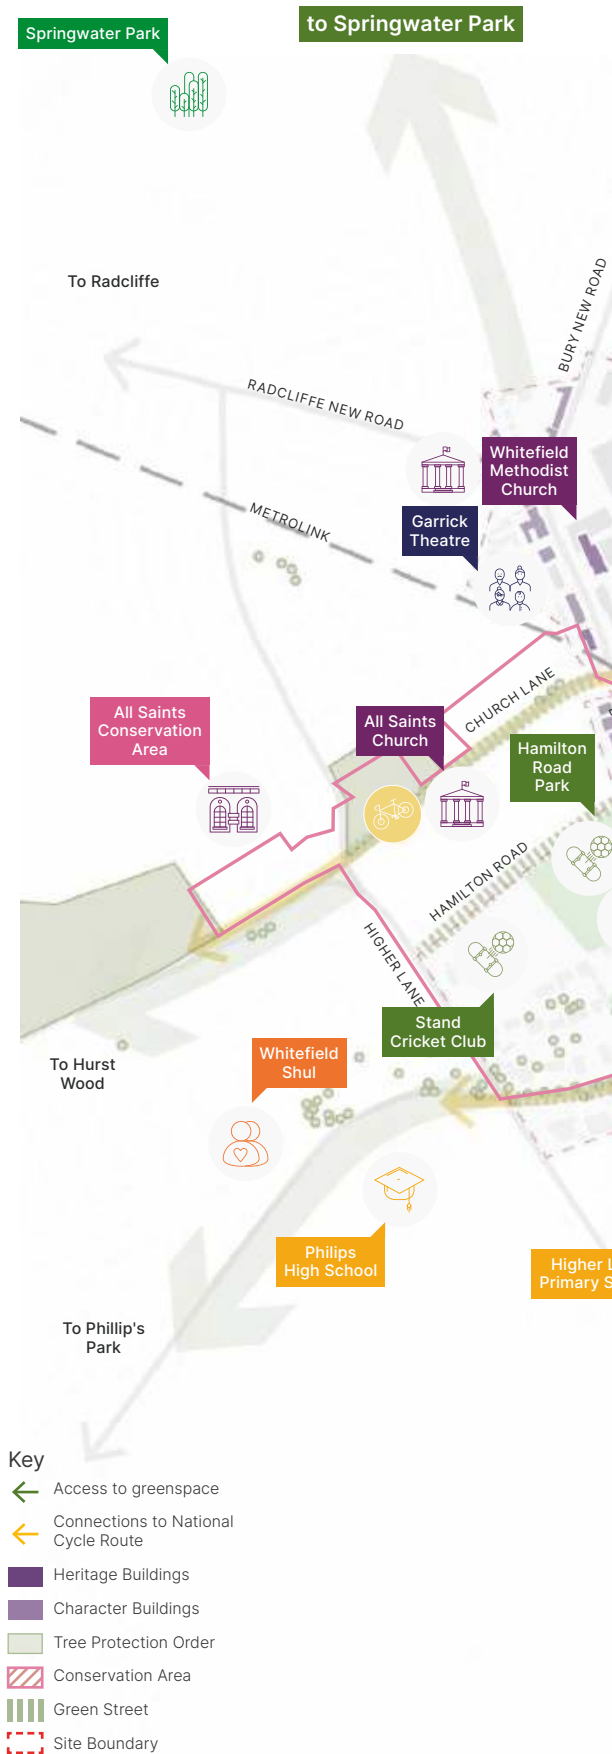 Springwater Park
to Springwater Park
To Radcliffe
BURY NEW ROAD
RADCLIFFE NEW ROAD
Whitefield
Methodist
Church
METROLINK
Garrick
Theatre
CHURCH LANE
All Saints
Conservation
Area
All Saints
Church
Hamilton
Road
Park
HAMILTON ROAD
HIGHER LANE
Stand
Cricket Club
To Hurst
Wood
Whitefield
Shul
Philips
High School
Higher L
Primary S
To Phillip's
Park
Key
Access to greenspace
Connections to National
Cycle Route
Heritage Buildings
Character Buildings
Tree Protection Order
Conservation Area
Green Street
Site Boundary